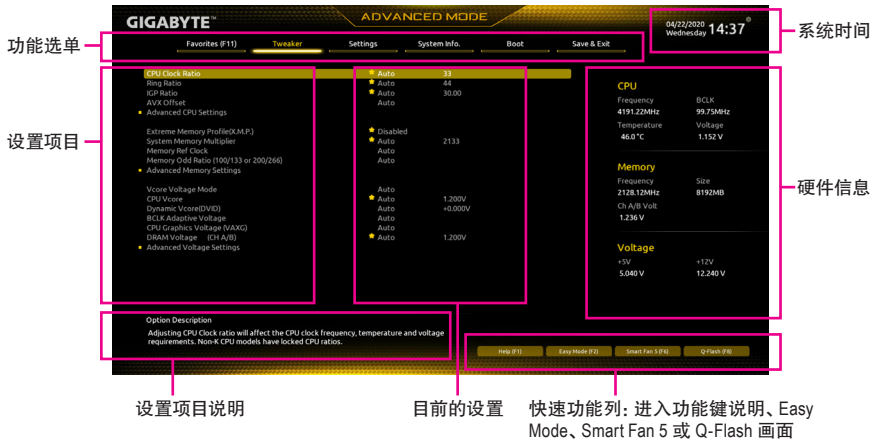 GIGABYTE™
ADVANCED MODE
04/22/2020
Wednesday
14:37
系统时间
功能选单
Favorites (F11)
Tweaker
Settings
System Info.
Boot
Save & Exit
设置项目
CPU Clock Ratio Auto 33
Ring Ratio Auto 44
IGP Ratio Auto 30.00
AVX Offset Auto
Advanced CPU Settings
Extreme Memory Profile(X.M.P.) Disabled
System Memory Multiplier Auto 2133
Memory Ref Clock Auto
Memory Odd Ratio (100/133 or 200/266) Auto
Advanced Memory Settings
Vcore Voltage Mode Auto
CPU Vcore Auto 1.200V
Dynamic Vcore(DVID) Auto +0.000V
BCLK Adaptive Voltage Auto
CPU Graphics Voltage (VAXG) Auto
DRAM Voltage (CH A/B) Auto 1.200V
Advanced Voltage Settings
CPU
Frequency BCLK
4191.22MHz 99.75MHz
Temperature Voltage
46.0 °C 1.152 V
Memory
Frequency Size
2128.12MHz 8192MB
Ch A/B Volt
1.236 V
Voltage
+5V +12V
5.040 V 12.240 V
硬件信息
Option Description
Adjusting CPU Clock ratio will affect the CPU clock frequency, temperature and voltage
requirements. Non-K CPU models have locked CPU ratios.
Help (F1)
Easy Mode (F2)
Smart Fan 5 (F6)
Q-Flash (F8)
设置项目说明
目前的设置
快速功能列: 进入功能键说明、Easy
Mode、Smart Fan 5 或 Q-Flash 画面